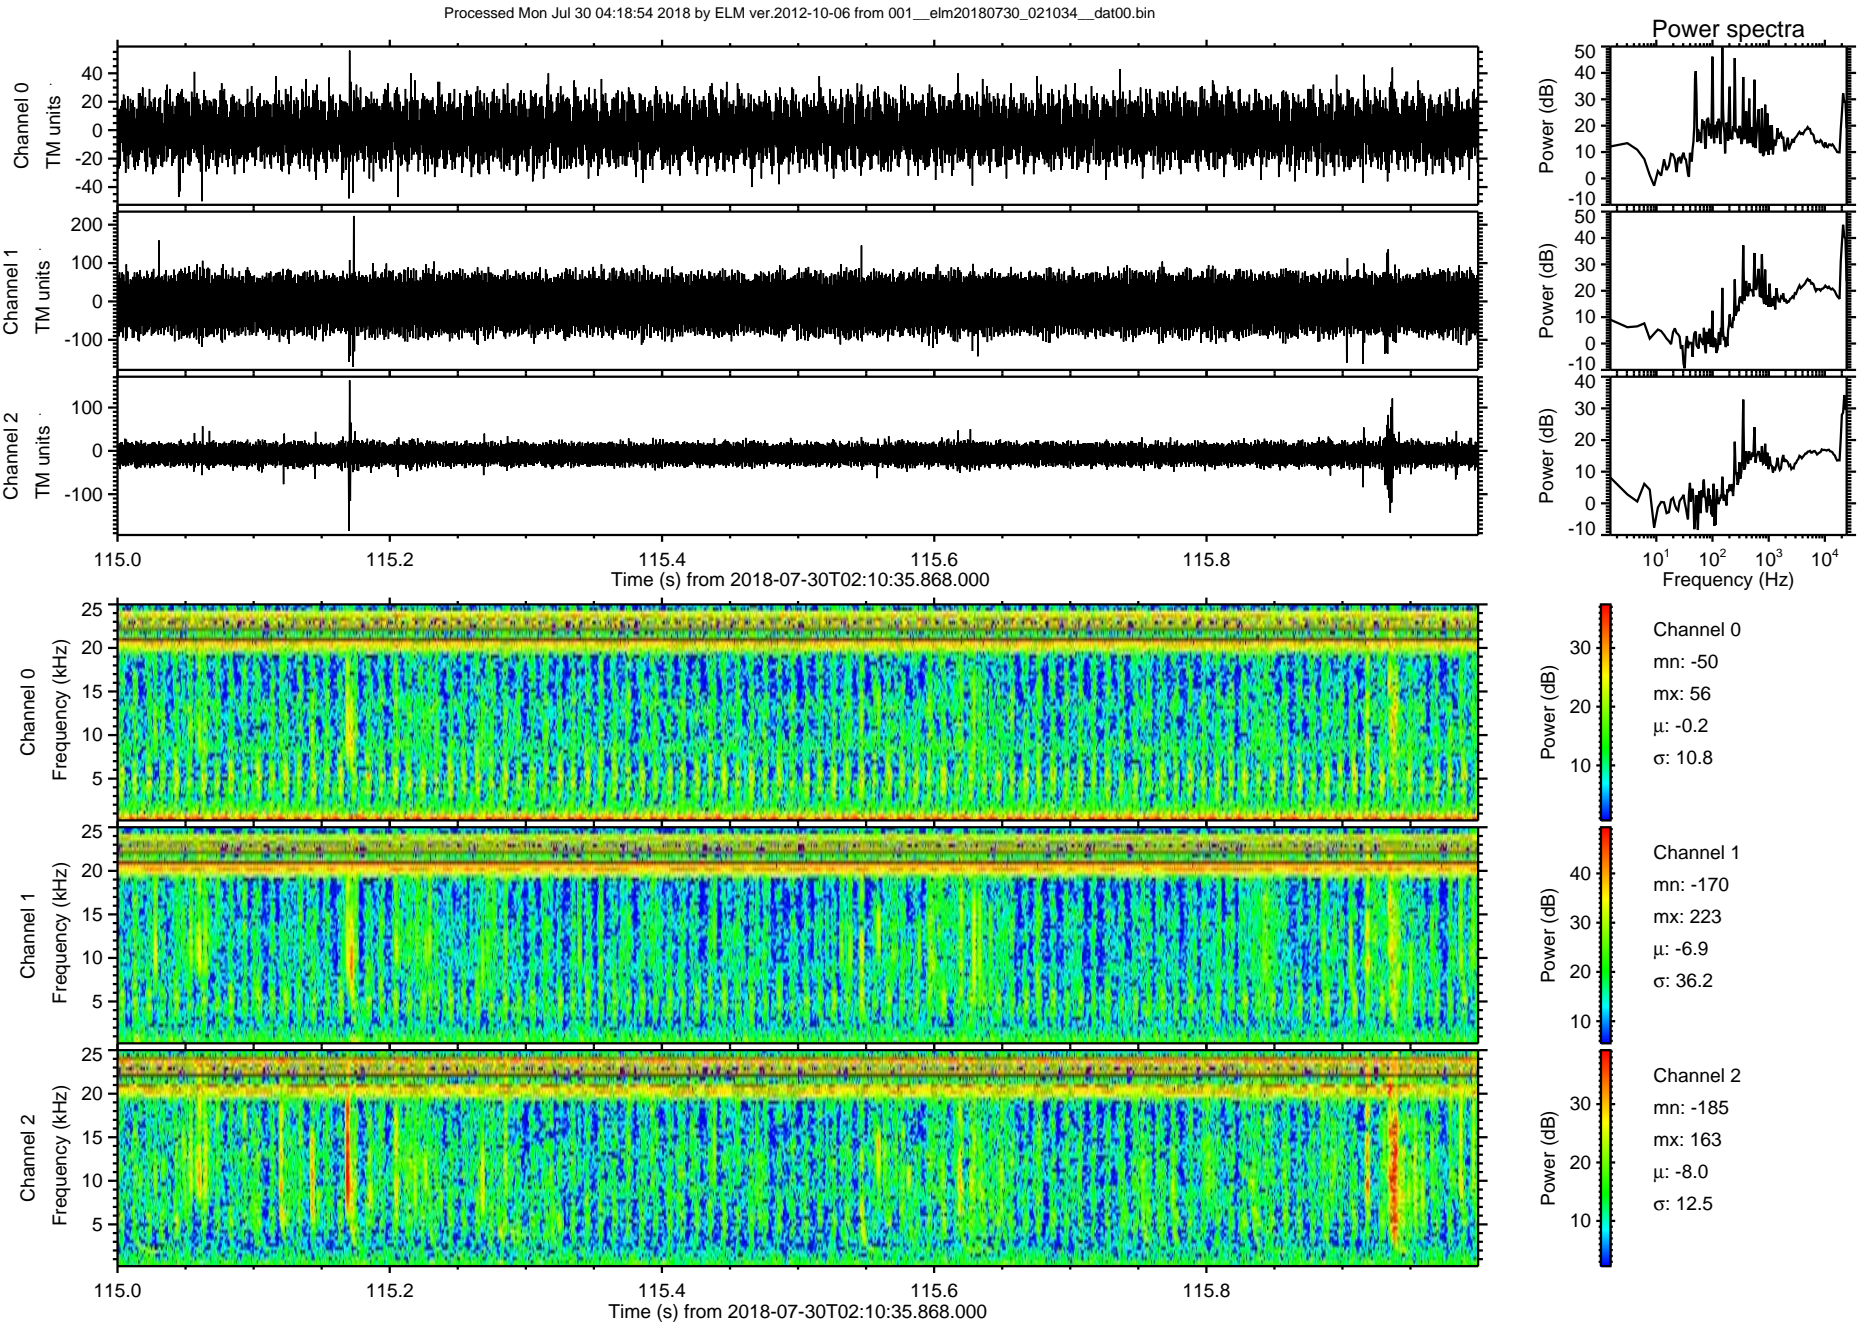 Processed Mon Jul 30 04:18:54 2018 by ELM ver.2012-10-06 from 001__elm20180730_021034__dat00.bin
Power spectra
Channel 0
TM units
40
20
0
-20
-40
Power (dB)
50
40
30
20
10
0
-10
Channel 1
TM units
200
100
0
-100
Power (dB)
50
40
30
20
10
0
-10
Channel 2
TM units
100
0
-100
Power (dB)
40
30
20
10
0
-10
115.0 115.2 115.4 115.6 115.8
Time (s) from 2018-07-30T02:10:35.868.000
10¹ 10² 10³ 10⁴
Frequency (Hz)
Channel 0
Frequency (kHz)
25
20
15
10
5
Power (dB)
30
20
10
Channel 0
mn: -50
mx: 56
µ: -0.2
σ: 10.8
Channel 1
Frequency (kHz)
25
20
15
10
5
Power (dB)
40
30
20
10
Channel 1
mn: -170
mx: 223
µ: -6.9
σ: 36.2
Channel 2
Frequency (kHz)
25
20
15
10
5
Power (dB)
30
20
10
Channel 2
mn: -185
mx: 163
µ: -8.0
σ: 12.5
115.0 115.2 115.4 115.6 115.8
Time (s) from 2018-07-30T02:10:35.868.000